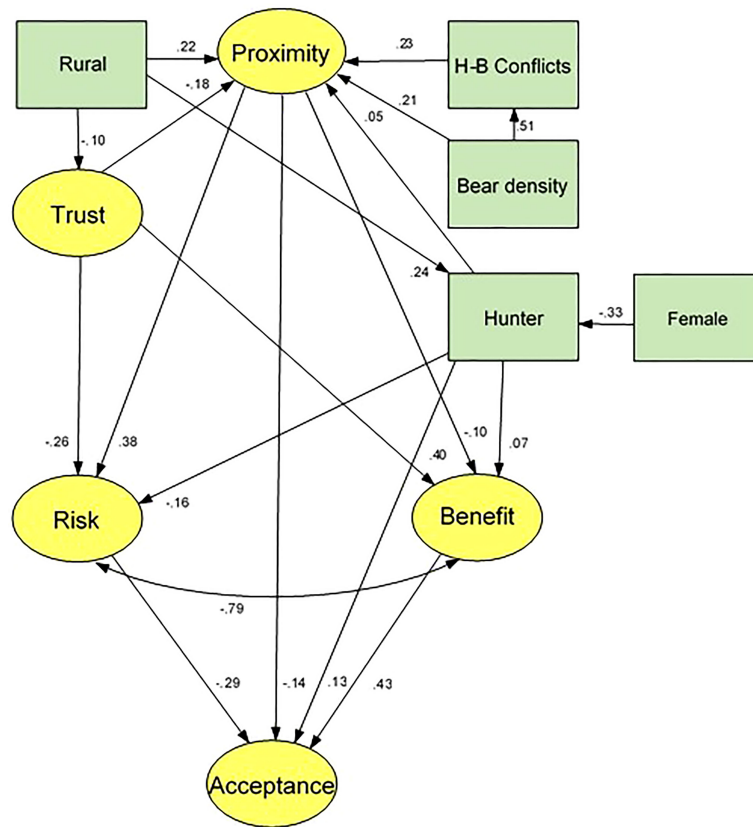 Rural
.22
Proximity
.23
H-B Conflicts
-.18
.21
.05
.51
-.10
Bear density
Trust
.24
Hunter
-.33
Female
-.26
.38
-.10
.07
.40
-.16
Risk
Benefit
-.79
-.29
-.14
.13
.43
Acceptance